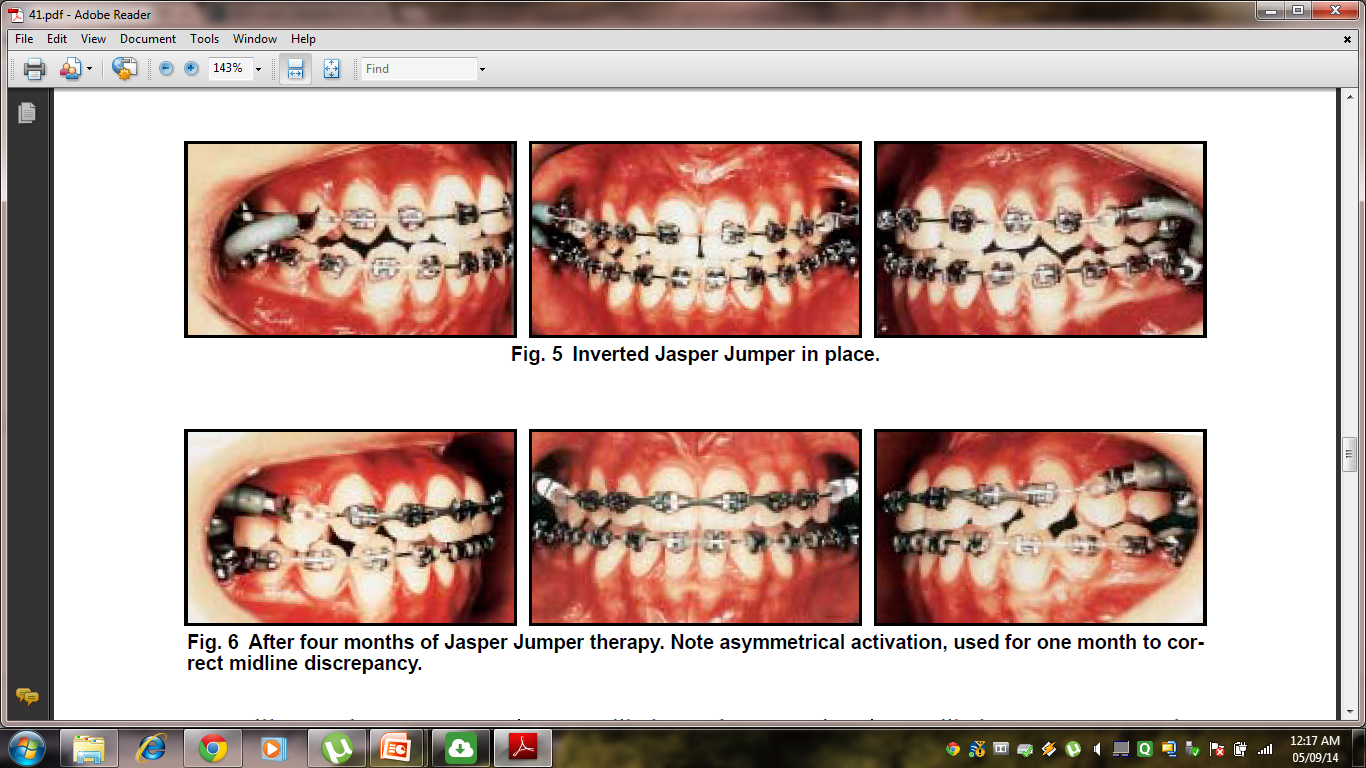 41.pdf - Adobe Reader
File Edit View Document Tools Window Help
143%
Find
Fig. 5 Inverted Jasper Jumper in place.
Fig. 6 After four months of Jasper Jumper therapy. Note asymmetrical activation, used for one month to cor-
rect midline discrepancy.
12:17 AM
05/09/14